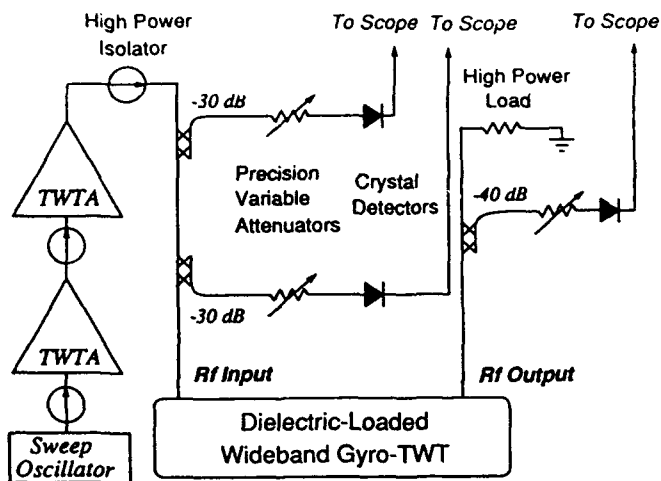 High Power
Isolator
To Scope
To Scope
To Scope
High Power
Load
-30 dB
-40 dB
Precision
Variable
Attenuators
Crystal
Detectors
TWTA
-30 dB
TWTA
Rf Input
Rf Output
Dielectric-Loaded
Wideband Gyro-TWT
Sweep
Oscillator